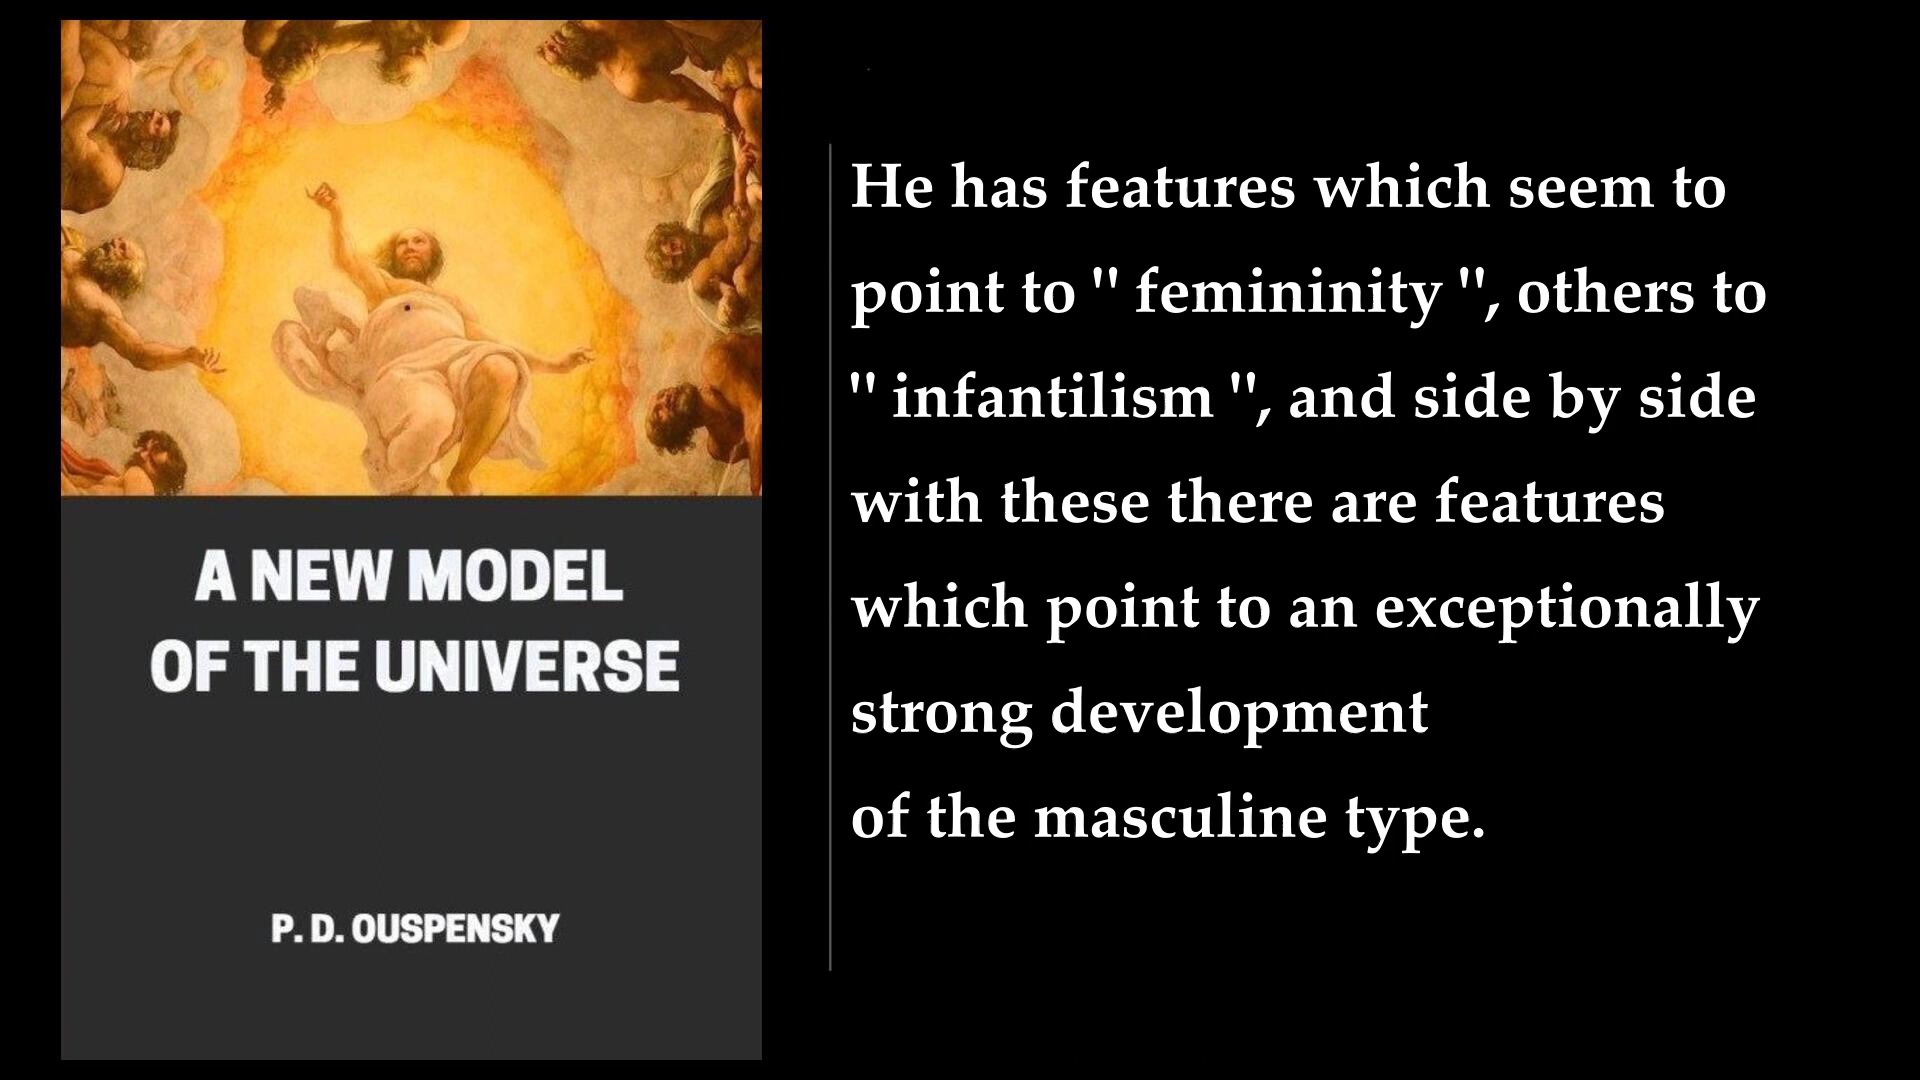 A NEW MODEL
OF THE UNIVERSE
P. D. OUSPENSKY
He has features which seem to
point to " femininity ", others to
" infantilism ", and side by side
with these there are features
which point to an exceptionally
strong development
of the masculine type.